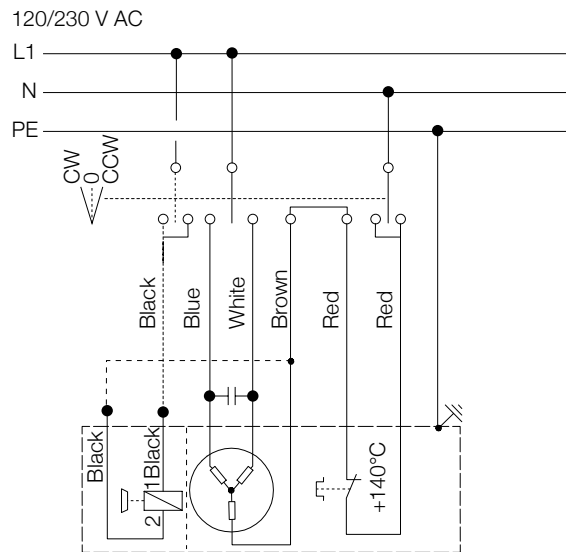 120/230 V AC
L1
N
PE
CW
0
CCW
Black
Blue
White
Brown
Red
Red
Black
1
Black
2
+140°C